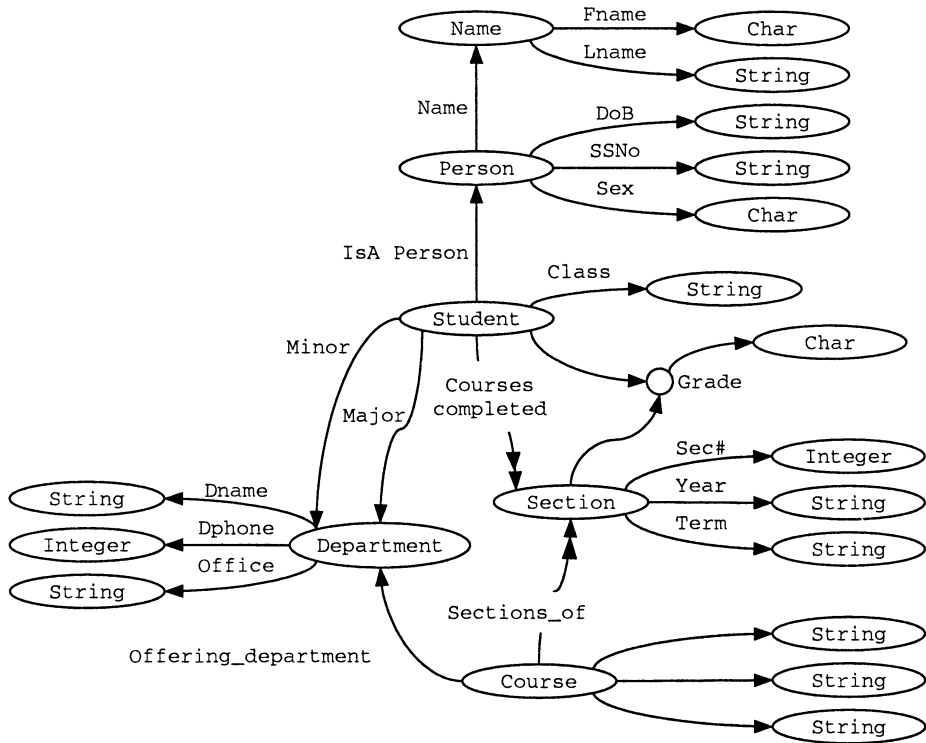 Fname
Name
Char
Lname
String
Name
DoB
String
SSNo
Person
String
Sex
Char
IsA Person
Class
String
Student
Minor
Char
Grade
Courses
completed
Major
Sec#
Integer
Dname
Year
String
Section
String
Dphone
Term
Integer
Department
String
Office
String
Sections_of
String
Offering_department
Course
String
String